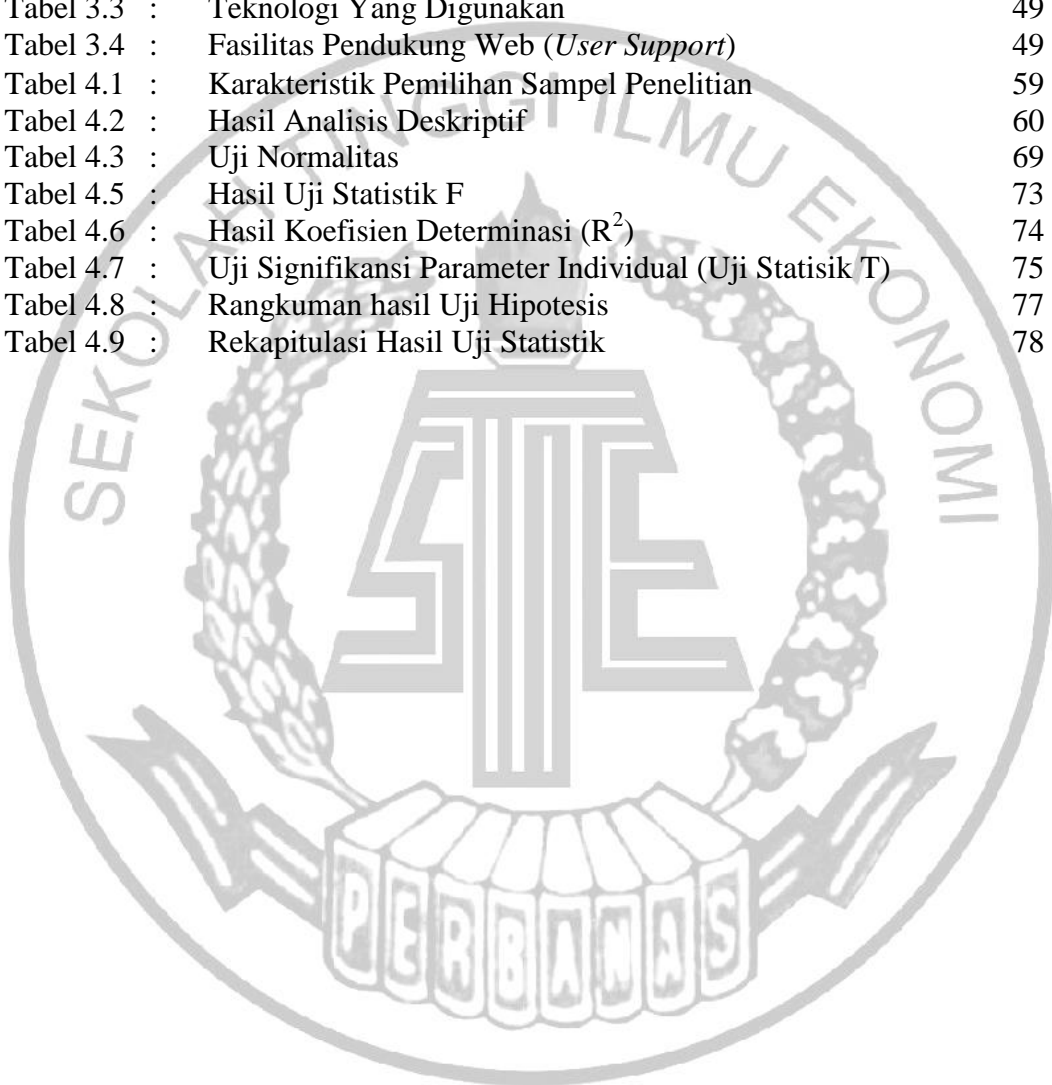 Tabel 3.3 : Teknologi Yang Digunakan 49
Tabel 3.4 : Fasilitas Pendukung Web (User Support) 49
Tabel 4.1 : Karakteristik Pemilihan Sampel Penelitian 59
Tabel 4.2 : Hasil Analisis Deskriptif 60
Tabel 4.3 : Uji Normalitas 69
Tabel 4.5 : Hasil Uji Statistik F 73
Tabel 4.6 : Hasil Koefisien Determinasi (R²) 74
Tabel 4.7 : Uji Signifikansi Parameter Individual (Uji Statisik T) 75
Tabel 4.8 : Rangkuman hasil Uji Hipotesis 77
Tabel 4.9 : Rekapitulasi Hasil Uji Statistik 78
SEKOLAH TINGGI ILMU EKONOMI
STIE
PERBANAS